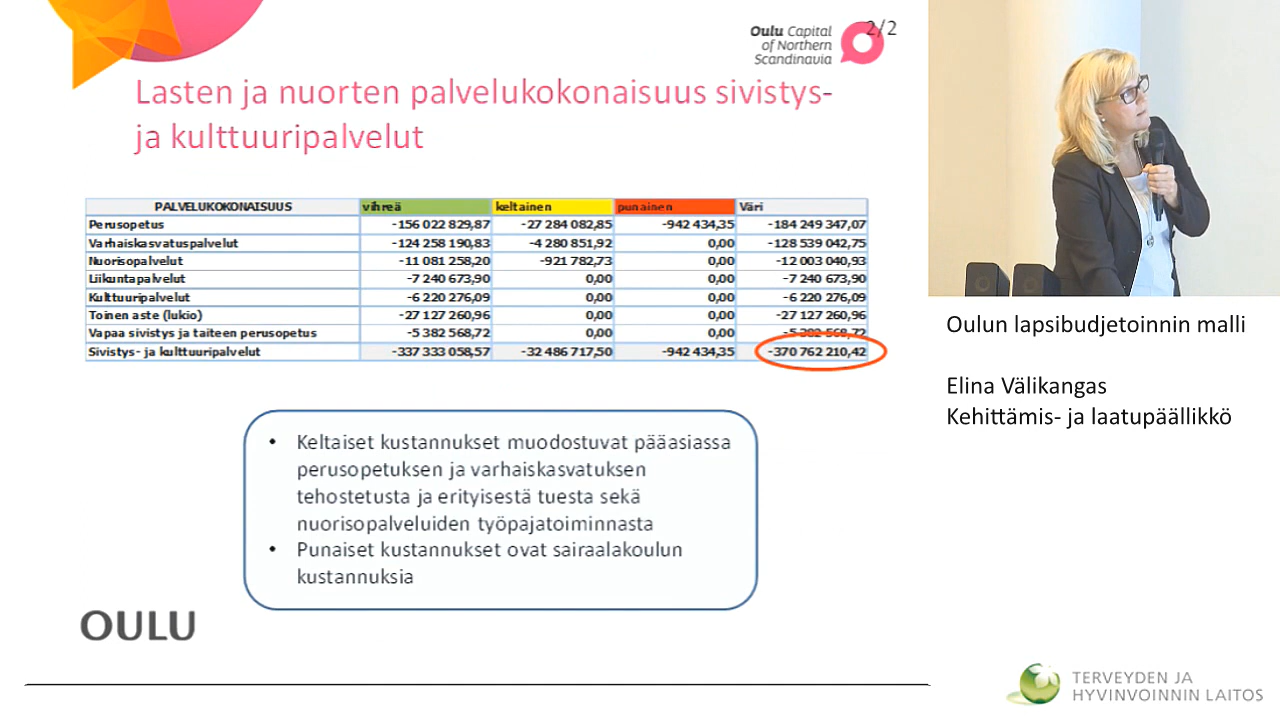 Oulu Capital
of Northern
Scandinavia
2/2
Lasten ja nuorten palvelukokonaisuus sivistys-
ja kulttuuripalvelut
PALVELUKOKONAISUUS vihreä keltainen punainen Väri
Perusopetus -156 022 829,87 -27 284 082,85 -942 434,35 -184 249 347,07
Varhaiskasvatuspalvelut -124 258 190,83 -4 280 851,92 0,00 -128 539 042,75
Nuorisopalvelut -11 081 258,20 -921 782,73 0,00 -12 003 040,93
Liikuntapalvelut -7 240 673,90 0,00 0,00 -7 240 673,90
Kulttuuripalvelut -6 220 276,09 0,00 0,00 -6 220 276,09
Toinen aste (lukio) -27 127 260,96 0,00 0,00 -27 127 260,96
Vapaa sivistys ja taiteen perusopetus -5 382 568,72 0,00 0,00 -5 382 568,72
Sivistys- ja kulttuuripalvelut -337 333 058,57 -32 486 717,50 -942 434,35 -370 762 210,42
• Keltaiset kustannukset muodostuvat pääasiassa
perusopetuksen ja varhaiskasvatuksen
tehostetusta ja erityisestä tuesta sekä
nuorisopalveluiden työpajatoiminnasta
• Punaiset kustannukset ovat sairaalakoulun
kustannuksia
OULU
Oulun lapsibudjetoinnin malli
Elina Välikangas
Kehittämis- ja laatupäällikkö
TERVEYDEN JA
HYVINVOINNIN LAITOS